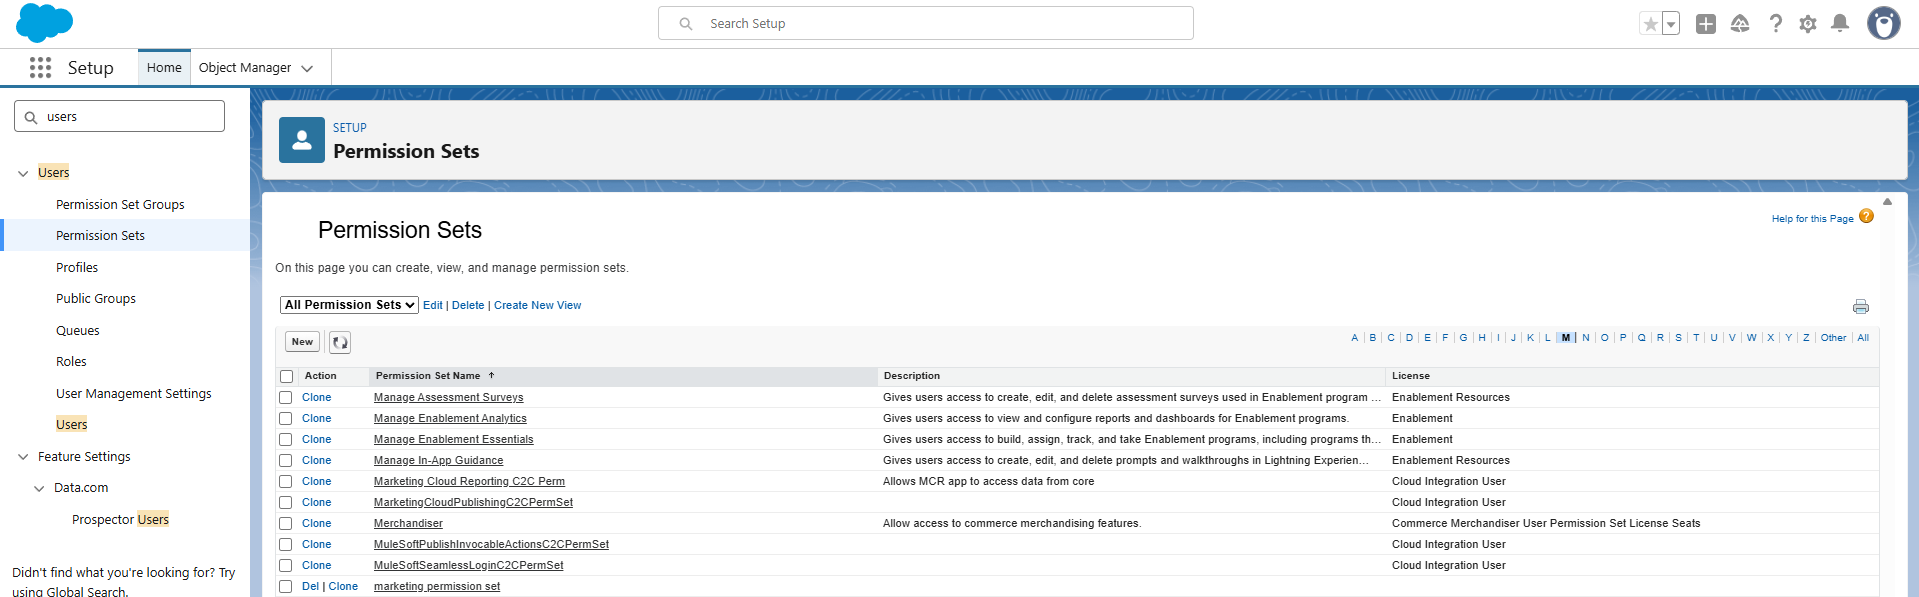 Search Setup
Setup
Home
Object Manager
users
Users
Permission Set Groups
Permission Sets
Profiles
Public Groups
Queues
Roles
User Management Settings
Users
Feature Settings
Data.com
Prospector Users
Didn't find what you're looking for? Try
using Global Search.
SETUP
Permission Sets
Permission Sets
Help for this Page ?
On this page you can create, view, and manage permission sets.
All Permission Sets Edit | Delete | Create New View
New
A | B | C | D | E | F | G | H | I | J | K | L | M | N | O | P | Q | R | S | T | U | V | W | X | Y | Z | Other | All
Action Permission Set Name ↑ Description License
Clone Manage Assessment Surveys Gives users access to create, edit, and delete assessment surveys used in Enablement program ... Enablement Resources
Clone Manage Enablement Analytics Gives users access to view and configure reports and dashboards for Enablement programs. Enablement
Clone Manage Enablement Essentials Gives users access to build, assign, track, and take Enablement programs, including programs th... Enablement
Clone Manage In-App Guidance Gives users access to create, edit, and delete prompts and walkthroughs in Lightning Experien... Enablement Resources
Clone Marketing Cloud Reporting C2C Perm Allows MCR app to access data from core Cloud Integration User
Clone MarketingCloudPublishingC2CPermSet Cloud Integration User
Clone Merchandiser Allow access to commerce merchandising features. Commerce Merchandiser User Permission Set License Seats
Clone MuleSoftPublishInvocableActionsC2CPermSet Cloud Integration User
Clone MuleSoftSeamlessLoginC2CPermSet Cloud Integration User
Del | Clone marketing permission set